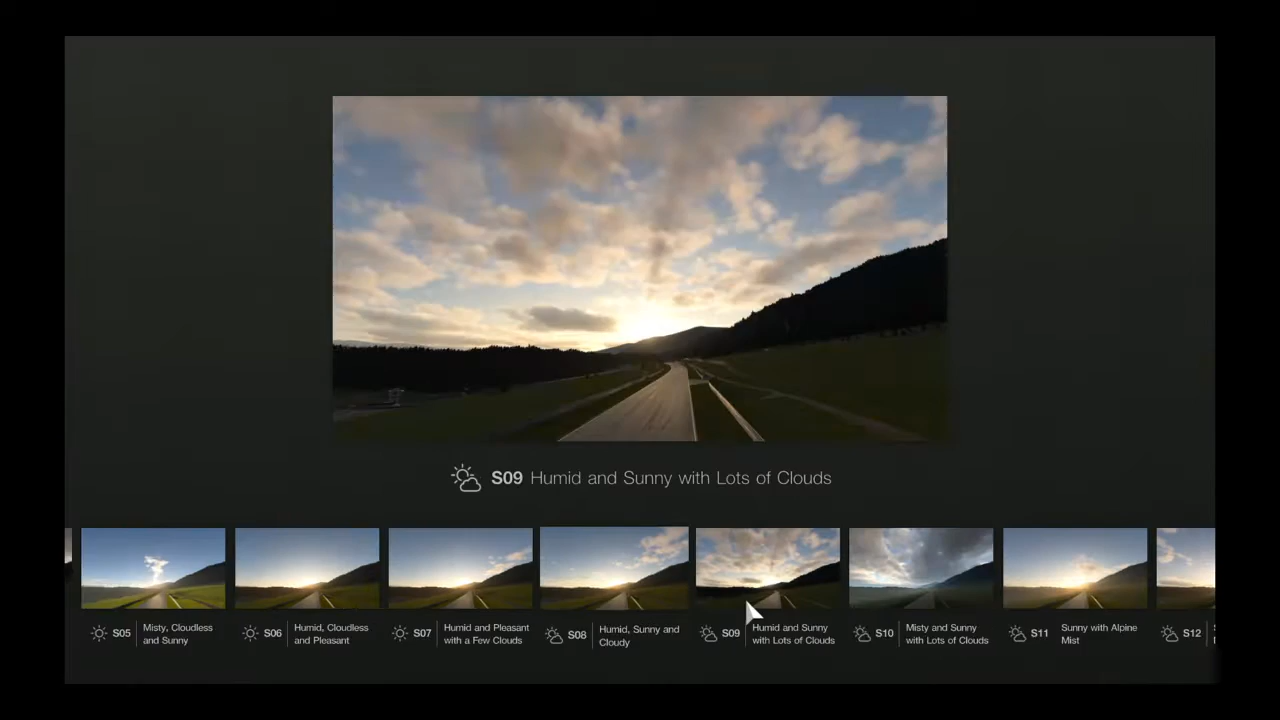 S09 Humid and Sunny with Lots of Clouds
S05 Misty, Cloudless
and Sunny
S06 Humid, Cloudless
and Pleasant
S07 Humid and Pleasant
with a Few Clouds
S08 Humid, Sunny and
Cloudy
S09 Humid and Sunny
with Lots of Clouds
S10 Misty and Sunny
with Lots of Clouds
S11 Sunny with Alpine
Mist
S12